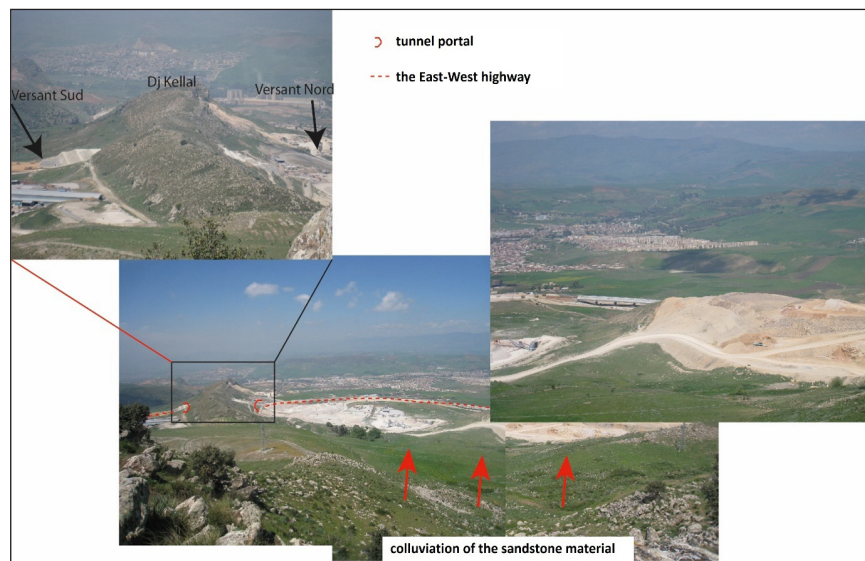 tunnel portal
the East-West highway
Dj Kellal
Versant Sud
Versant Nord
colluviation of the sandstone material